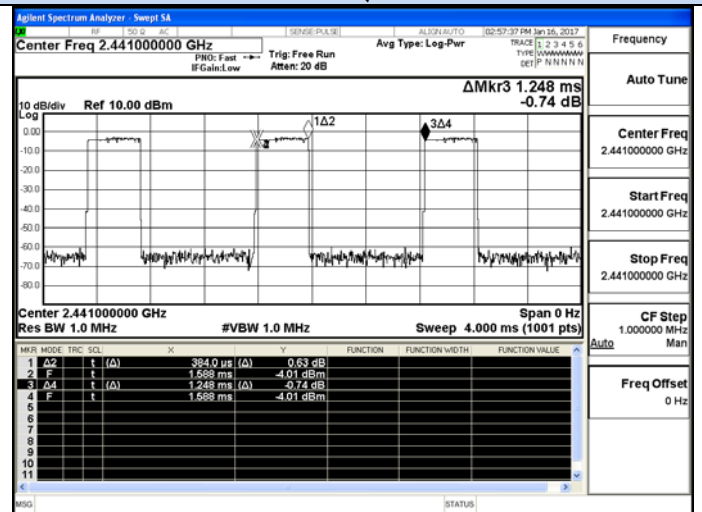 Agilent Spectrum Analyzer - Swept SA
RF 50 Ω AC SENSE:PULSE ALIGN AUTO 02:57:37 PM Jan 16, 2017
Center Freq 2.441000000 GHz
PNO: Fast
IFGain:Low
Trig: Free Run
Atten: 20 dB
Avg Type: Log-Pwr
TRACE 1 2 3 4 5 6
TYPE WWWWWW
DET P N N N N N
ΔMkr3 1.248 ms
-0.74 dB
10 dB/div Ref 10.00 dBm
Log
0.00
-10.0
-20.0
-30.0
-40.0
-50.0
-60.0
-70.0
-80.0
1Δ2
3Δ4
Center 2.441000000 GHz Span 0 Hz
Res BW 1.0 MHz #VBW 1.0 MHz Sweep 4.000 ms (1001 pts)
MKR MODE TRC SCL X Y FUNCTION FUNCTION WIDTH FUNCTION VALUE
1 Δ2 t (Δ) 384.0 µs (Δ) 0.63 dB
2 F t 1.588 ms -4.01 dBm
3 Δ4 t (Δ) 1.248 ms (Δ) -0.74 dB
4 F t 1.588 ms -4.01 dBm
5
6
7
8
9
10
11
MSG STATUS
Frequency
Auto Tune
Center Freq
2.441000000 GHz
Start Freq
2.441000000 GHz
Stop Freq
2.441000000 GHz
CF Step
1.000000 MHz
Auto Man
Freq Offset
0 Hz